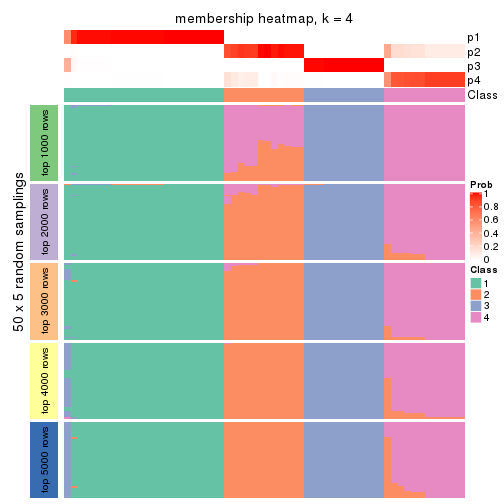 membership heatmap, k = 4
p1
p2
p3
p4
Class
50 x 5 random samplings
top 1000 rows
top 2000 rows
top 3000 rows
top 4000 rows
top 5000 rows
Prob
1
0.8
0.6
0.4
0.2
0
Class
1
2
3
4